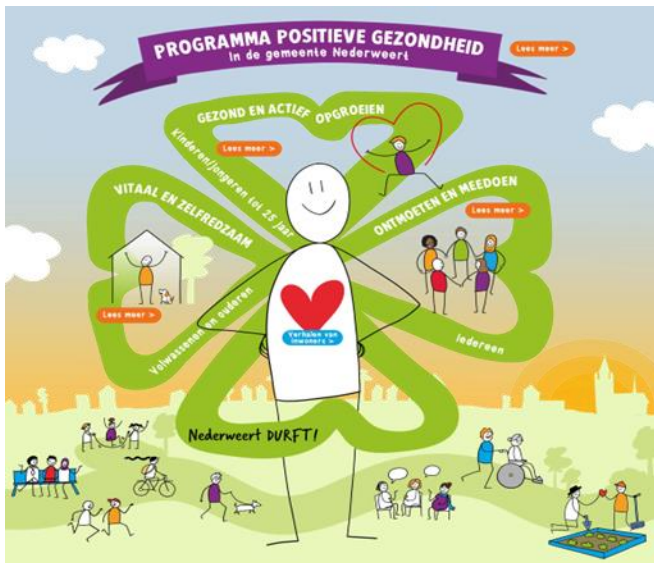 PROGRAMMA POSITIEVE GEZONDHEID
In de gemeente Nederweert
Lees meer >
GEZOND EN ACTIEF OPGROEIEN
Kinderen/jongeren tot 25 jaar
Lees meer >
VITAAL EN ZELFREDZAAM
Volwassenen en ouderen
Lees meer >
ONTMOETEN EN MEEDOEN
Lees meer >
Iedereen
Verhalen van
inwoners >
Nederweert DURFT!